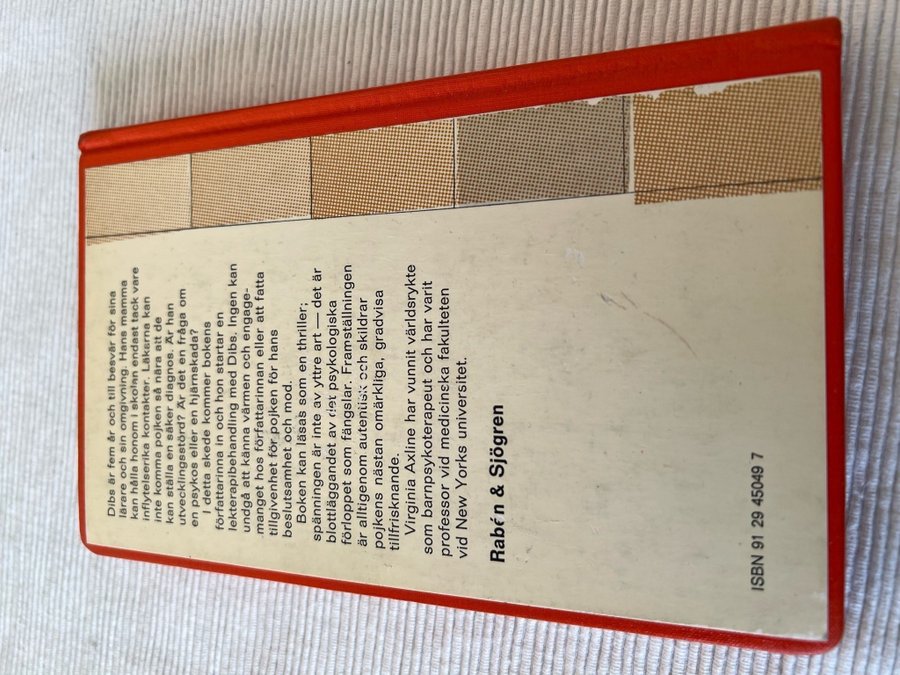 Dibs är fem år och till besvär för sina
lärare och sin omgivning. Hans mamma
kan hålla honom i skolan endast tack vare
inflytelserika kontakter. Läkarna kan
inte komma pojken så nära att de
kan ställa en säker diagnos. Är han
utvecklingsstörd? Är det en fråga om
en psykos eller en hjärnskada?
I detta skede kommer bokens
författarinna in och hon startar en
lekterapibehandling med Dibs. Ingen kan
undgå att känna värmen och engage-
manget hos författarinnan eller att fatta
tillgivenhet för pojken för hans
beslutsamhet och mod.
Boken kan läsas som en thriller;
spänningen är inte av yttre art — det är
blottläggandet av det psykologiska
förloppet som fängslar. Framställningen
är alltigenom autentisk och skildrar
pojkens nästan omärkliga, gradvisa
tillfrisknande.
Virginia Axline har vunnit världsrykte
som barnpsykoterapeut och har varit
professor vid medicinska fakulteten
vid New Yorks universitet.
Rabén & Sjögren
ISBN 91 29 45049 7